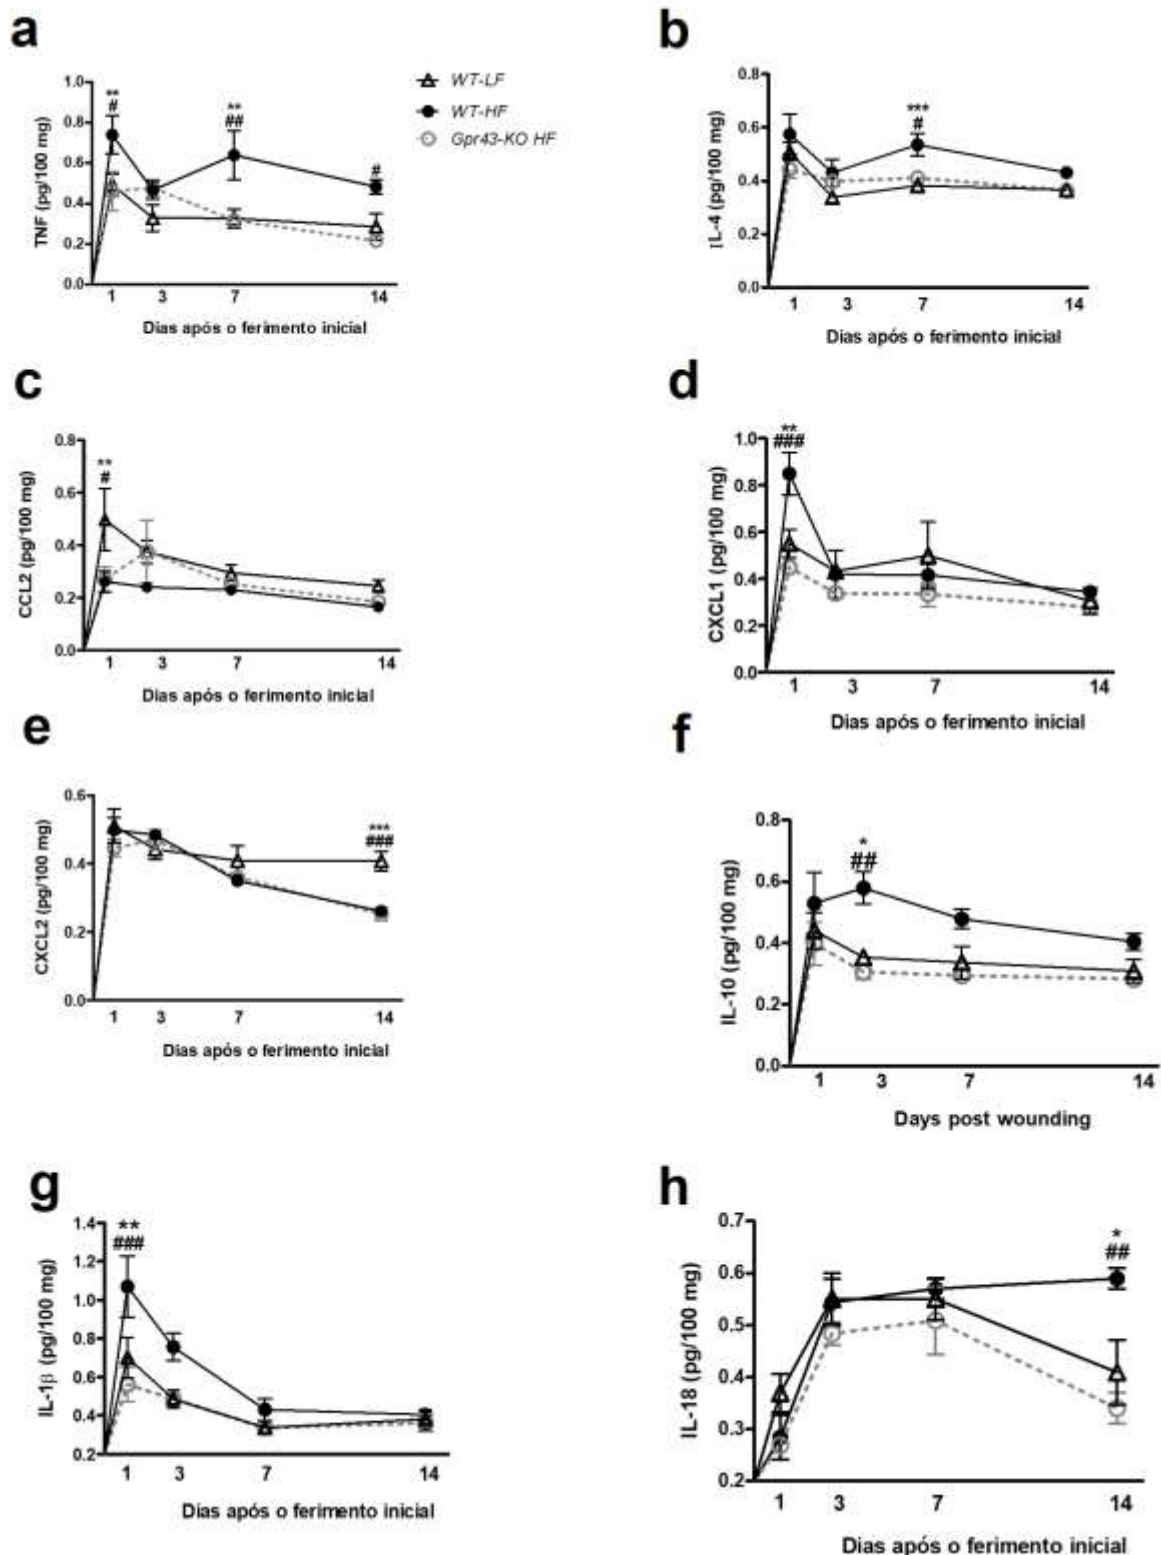 a
TNF (pg/100 mg)
1.0
0.8
0.6
0.4
0.2
0.0
**
#
**
##
#
1 3 7 14
Dias após o ferimento inicial
WT-LF
WT-HF
Gpr43-KO HF
b
IL-4 (pg/100 mg)
0.8
0.6
0.4
0.2
0.0
***
#
1 3 7 14
Dias após o ferimento inicial
c
CCL2 (pg/100 mg)
0.8
0.6
0.4
0.2
0.0
**
#
1 3 7 14
Dias após o ferimento inicial
d
CXCL1 (pg/100 mg)
1.0
0.8
0.6
0.4
0.2
0.0
**
###
1 3 7 14
Dias após o ferimento inicial
e
CXCL2 (pg/100 mg)
0.6
0.4
0.2
0.0
***
###
1 3 7 14
Dias após o ferimento inicial
f
IL-10 (pg/100 mg)
0.8
0.6
0.4
0.2
0.0
*
##
1 3 7 14
Days post wounding
g
IL-1β (pg/100 mg)
1.4
1.2
1.0
0.8
0.6
0.4
0.2
**
###
1 3 7 14
Dias após o ferimento inicial
h
IL-18 (pg/100 mg)
0.7
0.6
0.5
0.4
0.3
0.2
*
##
1 3 7 14
Dias após o ferimento inicial